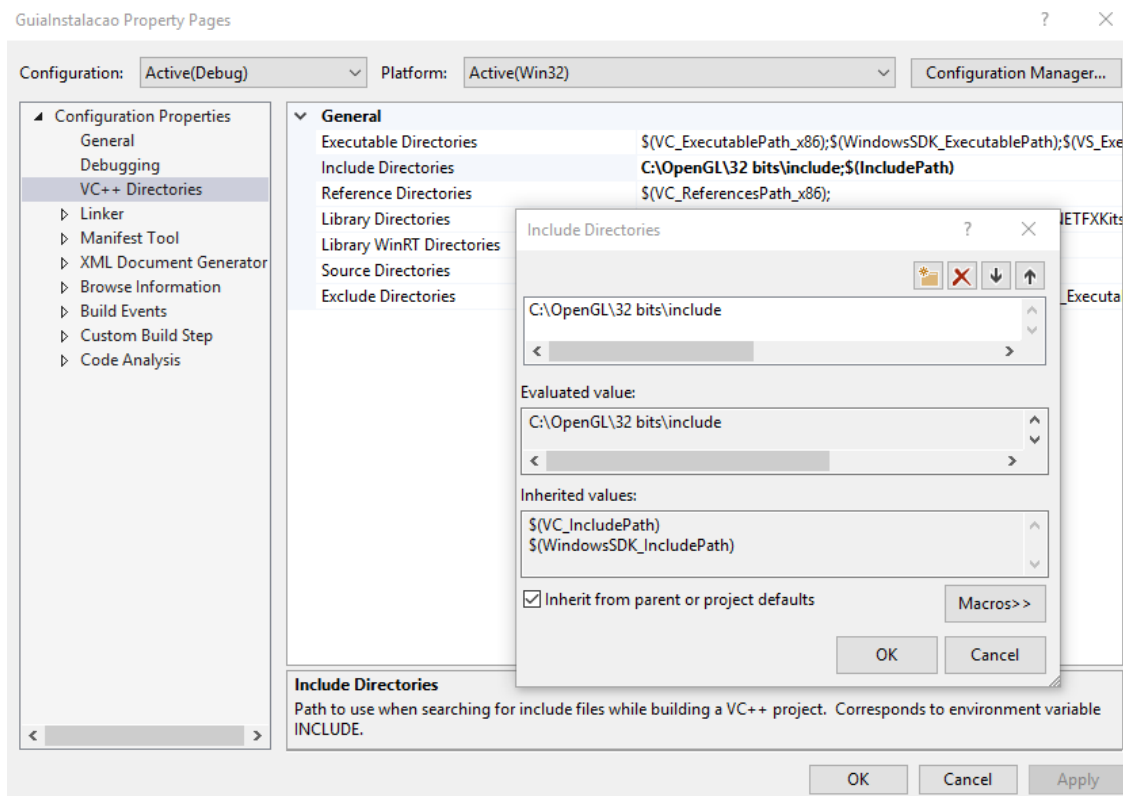 GuiaInstalacao Property Pages
? ×
Configuration: Active(Debug) Platform: Active(Win32) Configuration Manager...
Configuration Properties
General
Debugging
VC++ Directories
Linker
Manifest Tool
XML Document Generator
Browse Information
Build Events
Custom Build Step
Code Analysis
General
Executable Directories $(VC_ExecutablePath_x86);$(WindowsSDK_ExecutablePath);$(VS_Exe
Include Directories C:\OpenGL\32 bits\include;$(IncludePath)
Reference Directories $(VC_ReferencesPath_x86);
Library Directories NETFXKits
Library WinRT Directories
Source Directories
Exclude Directories _Executa
Include Directories
? ×
C:\OpenGL\32 bits\include
Evaluated value:
C:\OpenGL\32 bits\include
Inherited values:
$(VC_IncludePath)
$(WindowsSDK_IncludePath)
Inherit from parent or project defaults
Macros>>
OK Cancel
Include Directories
Path to use when searching for include files while building a VC++ project. Corresponds to environment variable
INCLUDE.
OK Cancel Apply